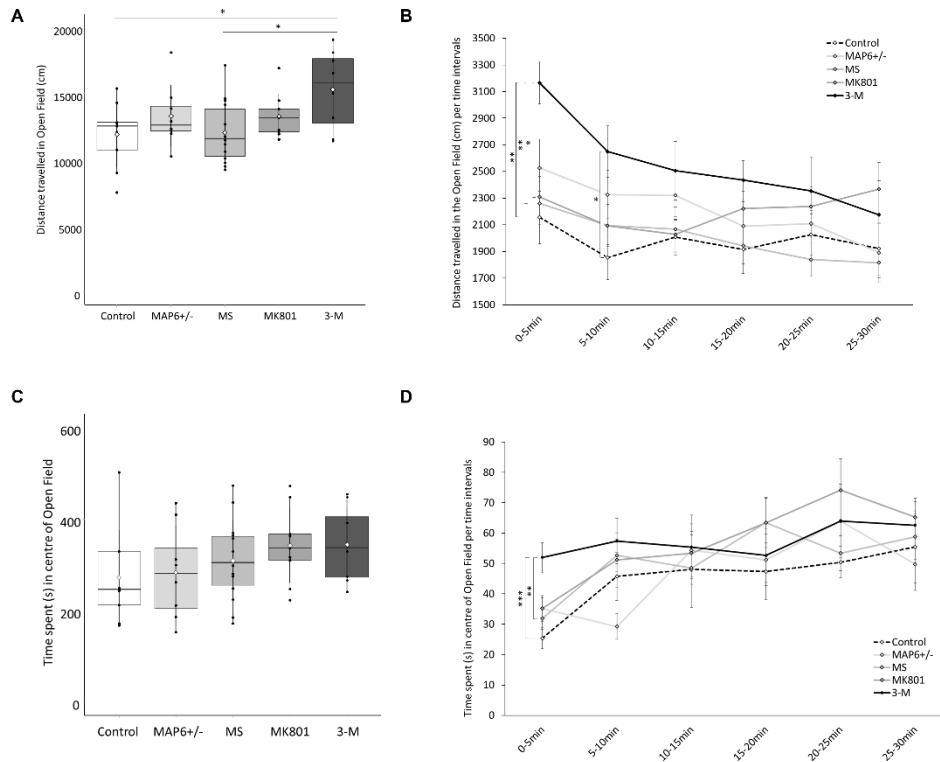 A
*
*
20000
15000
10000
5000
0
Distance travelled in Open Field (cm)
Control MAP6+/- MS MK801 3-M
B
3500
3300
3100
2900
2700
2500
2300
2100
1900
1700
1500
Distance travelled in the Open Field (cm) per time intervals
Control
MAP6+/-
MS
MK801
3-M
**
**
*
*
0-5min 5-10min 10-15min 15-20min 20-25min 25-30min
C
600
400
200
0
Time spent (s) in centre of Open Field
Control MAP6+/- MS MK801 3-M
D
90
80
70
60
50
40
30
20
10
0
Time spent (s) in centre of Open Field per time intervals
***
**
Control
MAP6+/-
MS
MK801
3-M
0-5min 5-10min 10-15min 15-20min 20-25min 25-30min